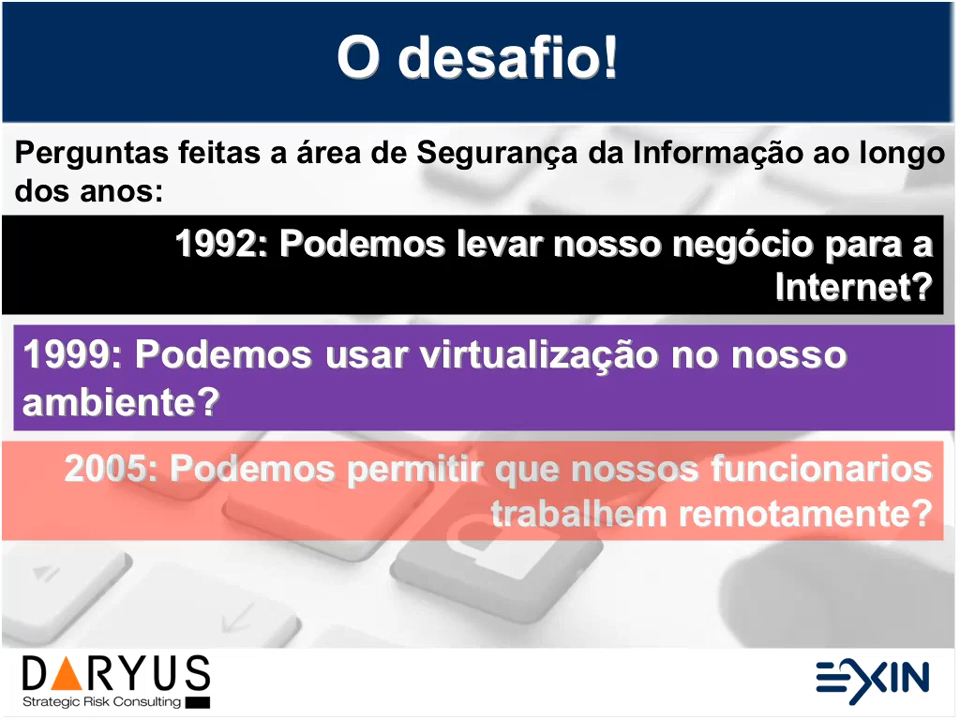 O desafio!
Perguntas feitas a área de Segurança da Informação ao longo
dos anos:
1992: Podemos levar nosso negócio para a
Internet?
1999: Podemos usar virtualização no nosso
ambiente?
2005: Podemos permitir que nossos funcionarios
trabalhem remotamente?
DARYUS
Strategic Risk Consulting
EXIN